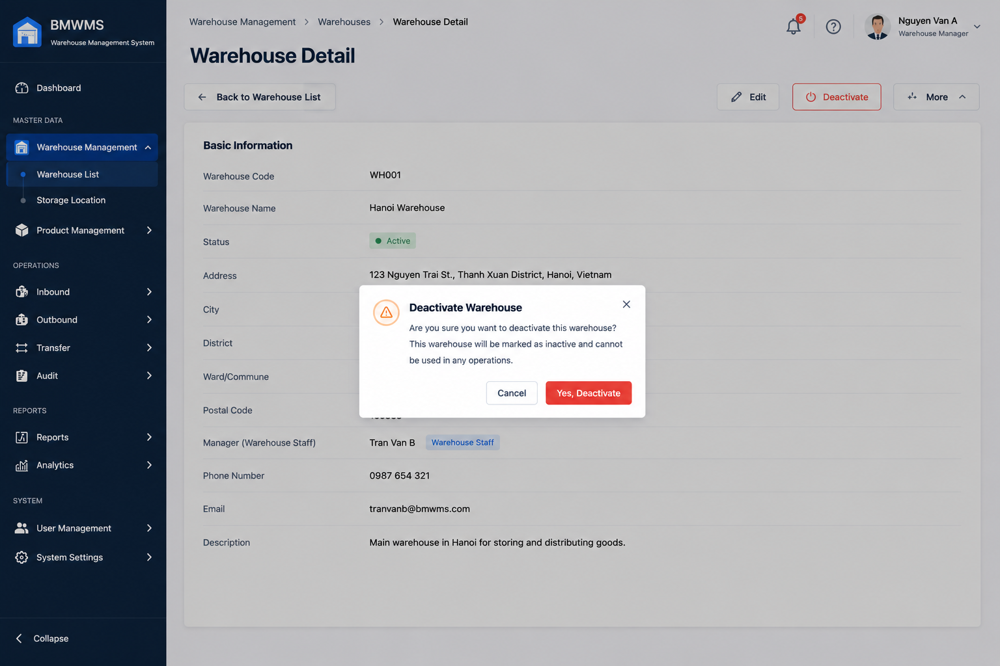 BMWMS
Warehouse Management System
Dashboard
MASTER DATA
Warehouse Management
Warehouse List
Storage Location
Product Management
OPERATIONS
Inbound
Outbound
Transfer
Audit
REPORTS
Reports
Analytics
SYSTEM
User Management
System Settings
Collapse
Warehouse Management > Warehouses > Warehouse Detail
5
Nguyen Van A
Warehouse Manager
Warehouse Detail
Back to Warehouse List
Edit
Deactivate
More
Basic Information
Warehouse Code WH001
Warehouse Name Hanoi Warehouse
Status Active
Address 123 Nguyen Trai St., Thanh Xuan District, Hanoi, Vietnam
City
District
Ward/Commune
Postal Code
Manager (Warehouse Staff) Tran Van B Warehouse Staff
Phone Number 0987 654 321
Email tranvanb@bmwms.com
Description Main warehouse in Hanoi for storing and distributing goods.
Deactivate Warehouse
Are you sure you want to deactivate this warehouse?
This warehouse will be marked as inactive and cannot
be used in any operations.
Cancel
Yes, Deactivate